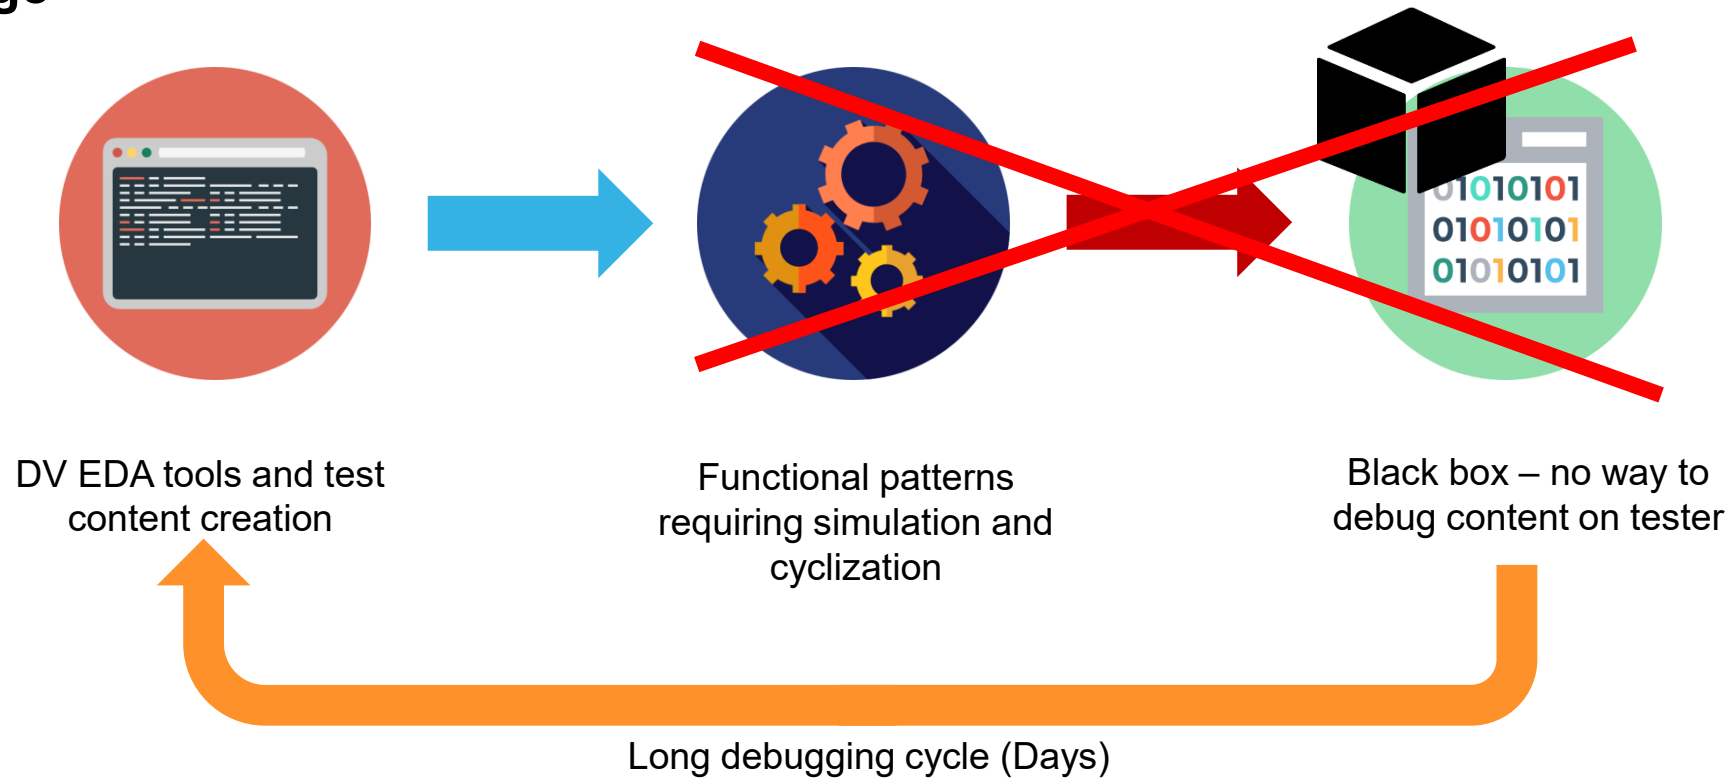 01010101
01010101
01010101
DV EDA tools and test
content creation
Functional patterns
requiring simulation and
cyclization
Black box – no way to
debug content on tester
Long debugging cycle (Days)